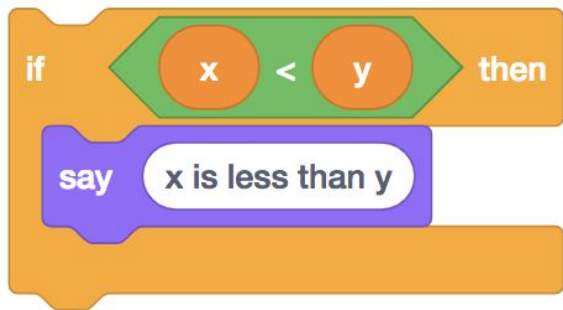 if x < y then
say x is less than y